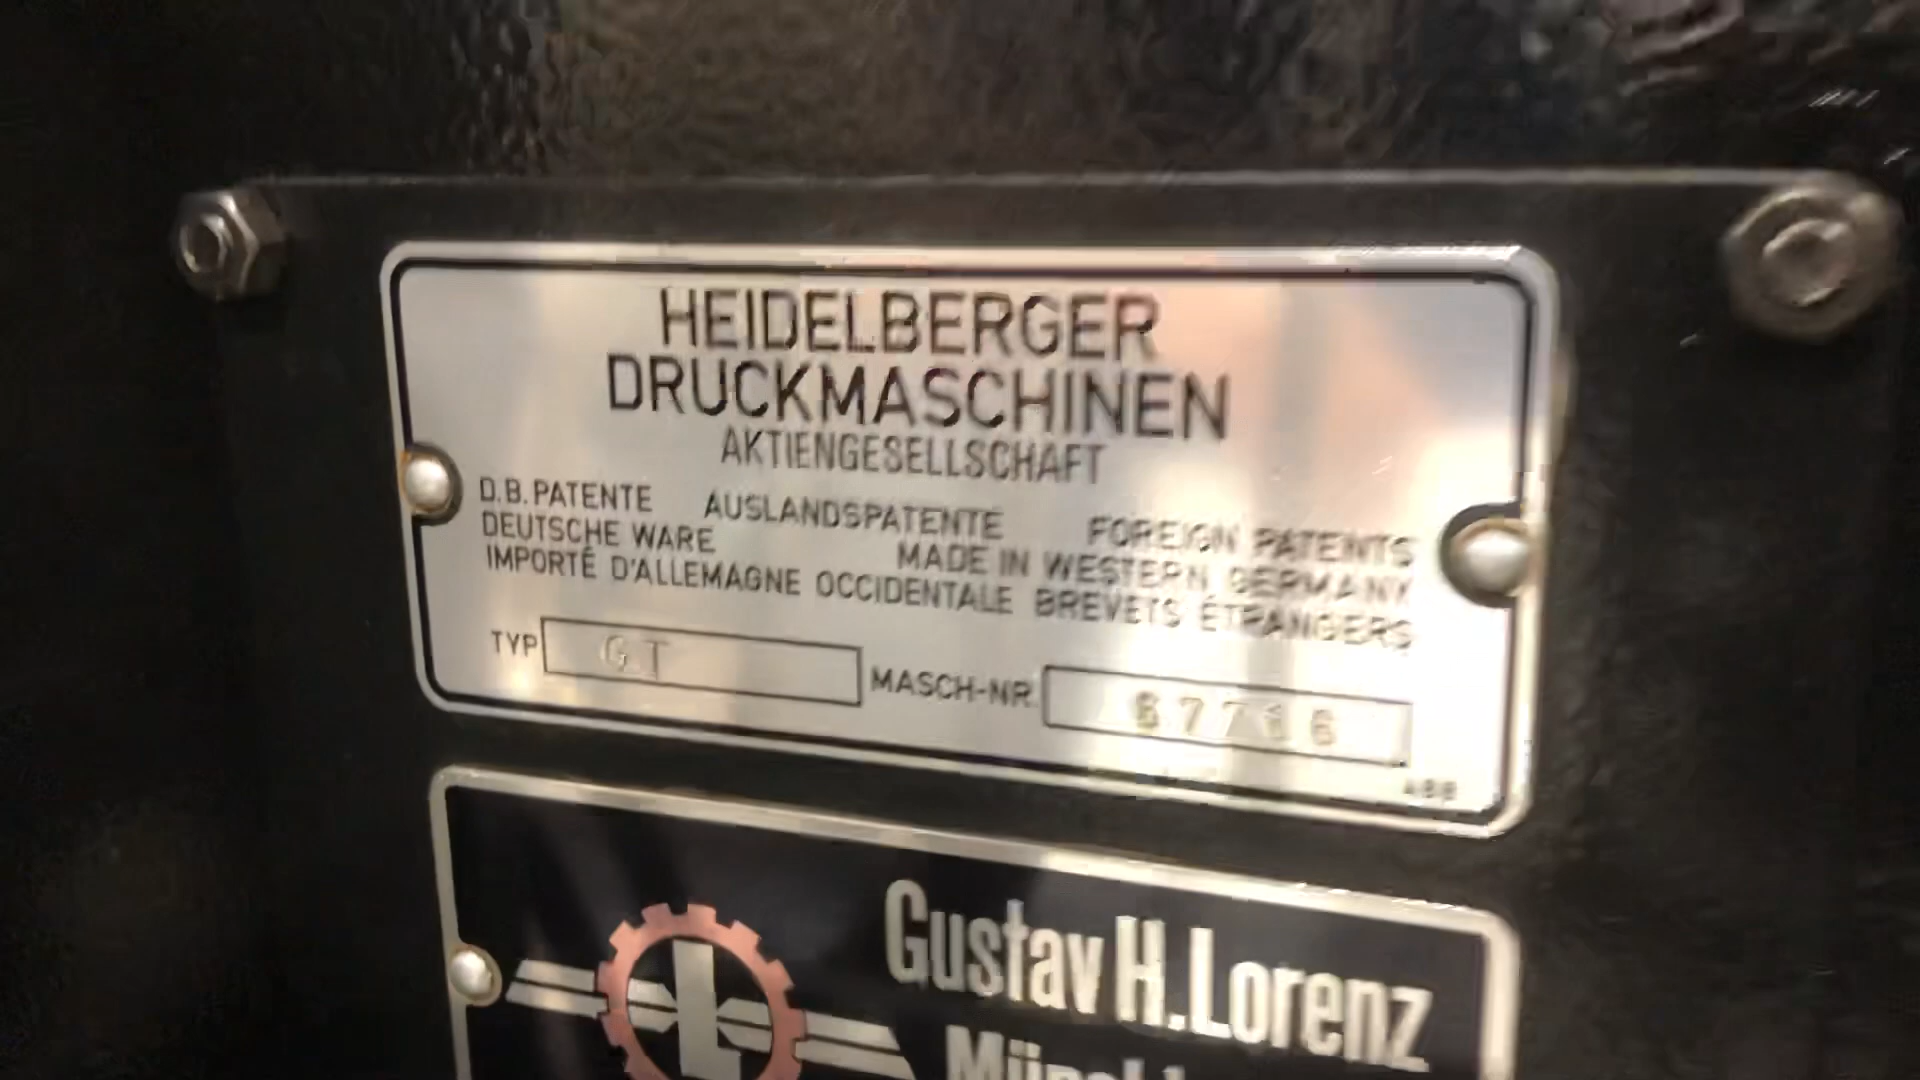 HEIDELBERGER
DRUCKMASCHINEN
AKTIENGESELLSCHAFT
D.B.PATENTE AUSLANDSPATENTE FOREIGN PATENTS
DEUTSCHE WARE MADE IN WESTERN GERMANY
IMPORTÉ D'ALLEMAGNE OCCIDENTALE BREVETS ÉTRANGERS
TYP GT MASCH-NR.
L
Gustav H. Lorenz